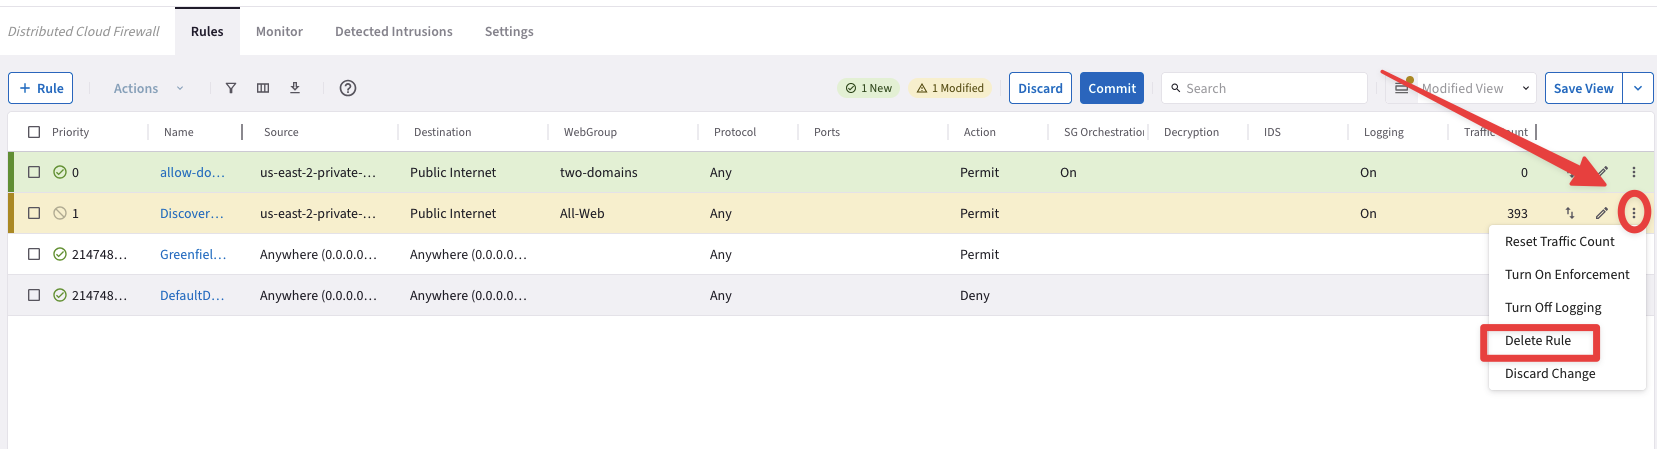 Distributed Cloud Firewall Rules Monitor Detected Intrusions Settings
+ Rule Actions 1 New 1 Modified Discard Commit Search Modified View Save View
Priority Name Source Destination WebGroup Protocol Ports Action SG Orchestration Decryption IDS Logging
0 allow-do... us-east-2-private-... Public Internet two-domains Any Permit On On 0
1 Discover... us-east-2-private-... Public Internet All-Web Any Permit On 393
214748... Greenfiel... Anywhere (0.0.0.0... Anywhere (0.0.0.0... Any Permit
214748... DefaultD... Anywhere (0.0.0.0... Anywhere (0.0.0.0... Any Deny
Reset Traffic Count
Turn On Enforcement
Turn Off Logging
Delete Rule
Discard Change